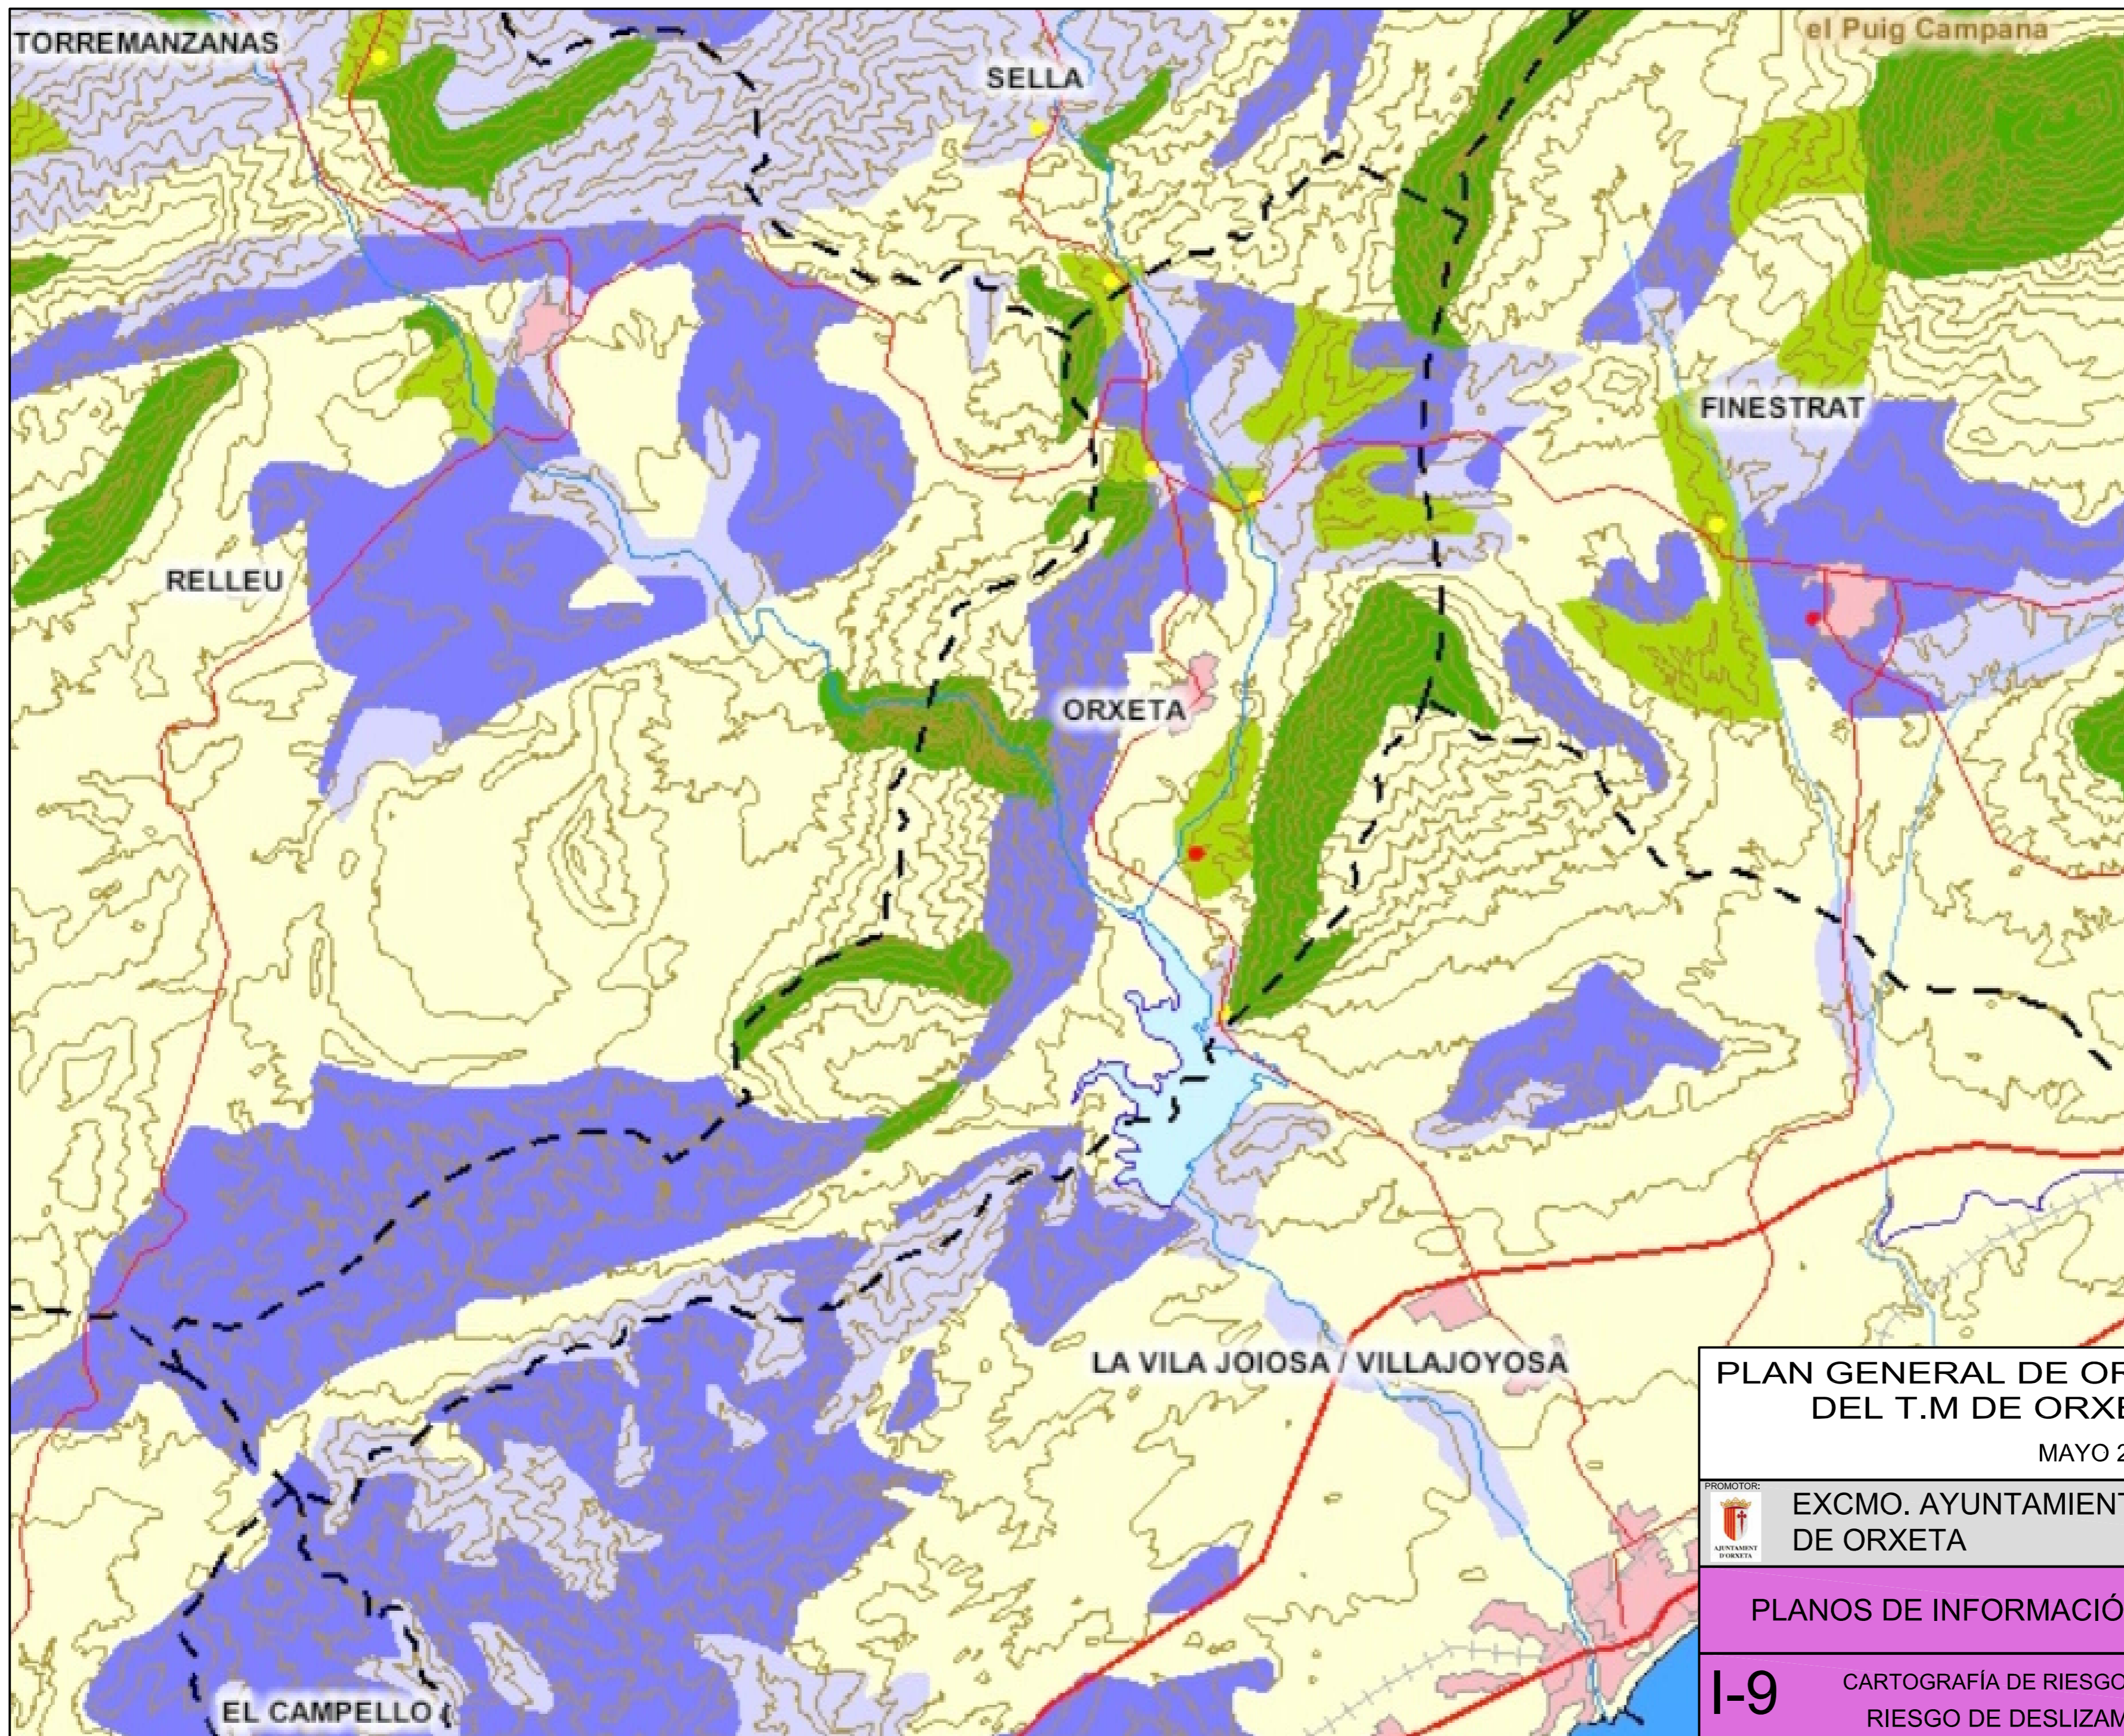 TORREMANZANAS
el Puig Campana
SELLA
FINESTRAT
RELLEU
ORXETA
LA VILA JOIOSA / VILLAJOYOSA
EL CAMPELLO
PLAN GENERAL DE OR
DEL T.M DE ORXE
MAYO 2
PROMOTOR:
AJUNTAMENT
D'ORXETA
EXCMO. AYUNTAMIENT
DE ORXETA
PLANOS DE INFORMACIÓ
I-9
CARTOGRAFÍA DE RIESGO
RIESGO DE DESLIZAM